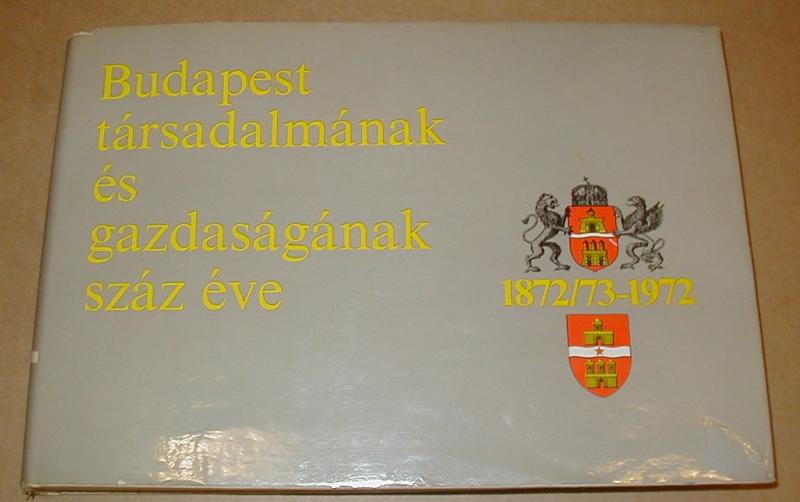 Budapest
társadalmának
és
gazdaságának
száz éve
1872/73-1972